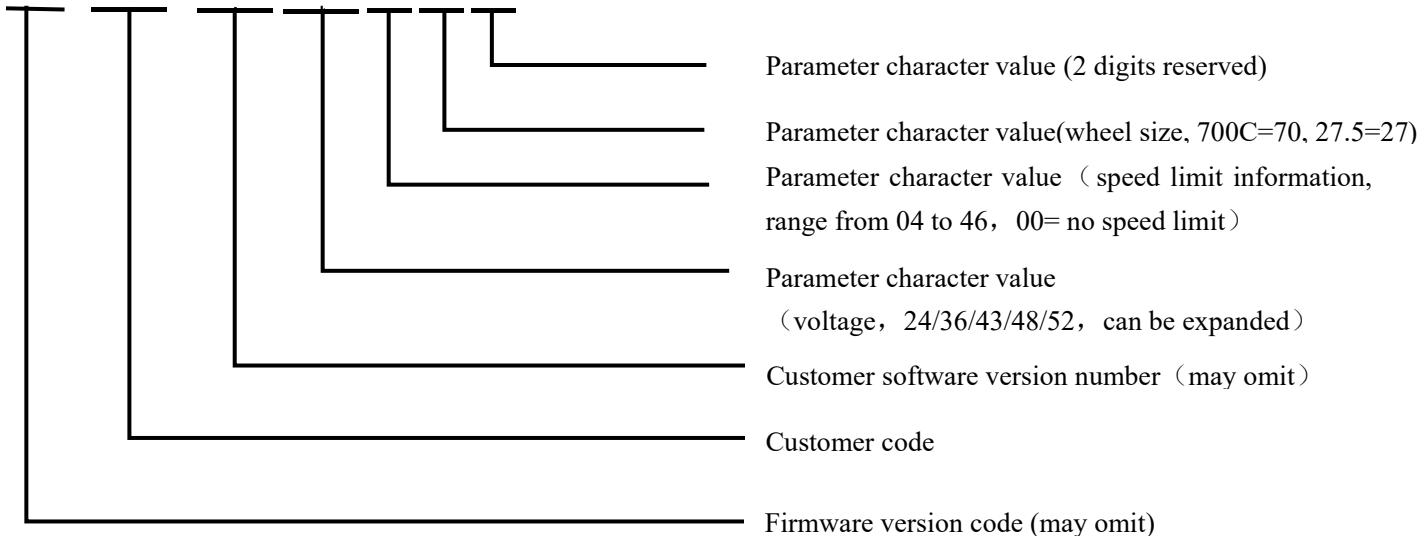 Parameter character value (2 digits reserved)
Parameter character value(wheel size, 700C=70, 27.5=27)
Parameter character value（speed limit information,
range from 04 to 46，00= no speed limit）
Parameter character value
（voltage，24/36/43/48/52，can be expanded）
Customer software version number（may omit）
Customer code
Firmware version code (may omit)